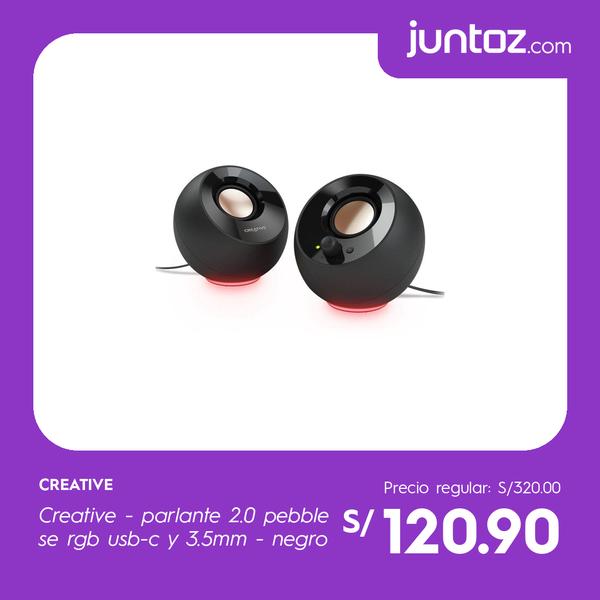 juntoz.com
creative
CREATIVE
Creative - parlante 2.0 pebble
se rgb usb-c y 3.5mm - negro
Precio regular: S/320.00
S/120.90